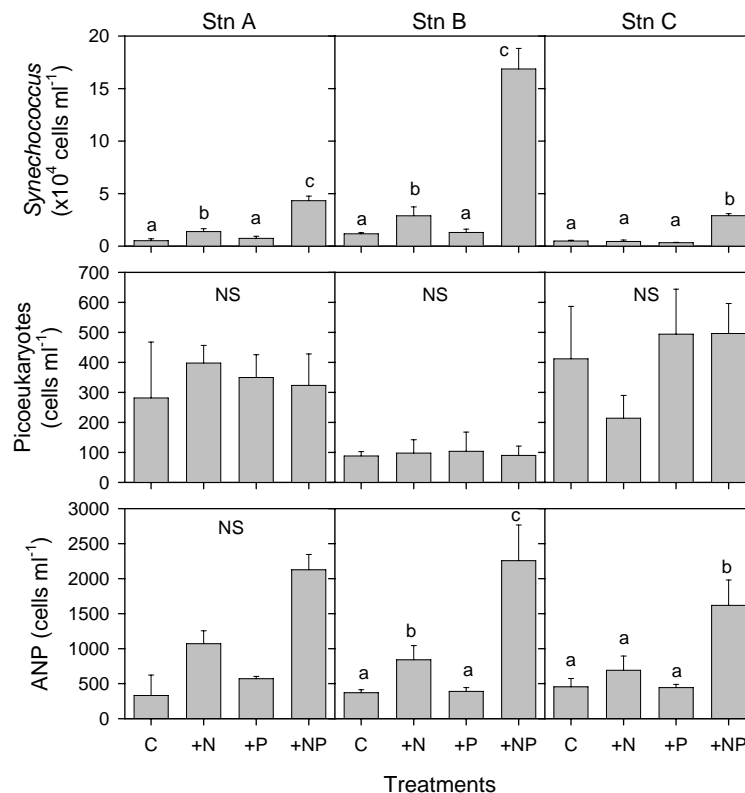 Stn A Stn B Stn C
Synechococcus
(x10⁴ cells ml⁻¹)
20
15
10
5
0
a b a c
a b a c
a a a b
Picoeukaryotes
(cells ml⁻¹)
700
600
500
400
300
200
100
0
NS NS NS
ANP (cells ml⁻¹)
3000
2500
2000
1500
1000
500
0
NS
a b a c
a a a b
C +N +P +NP C +N +P +NP C +N +P +NP
Treatments